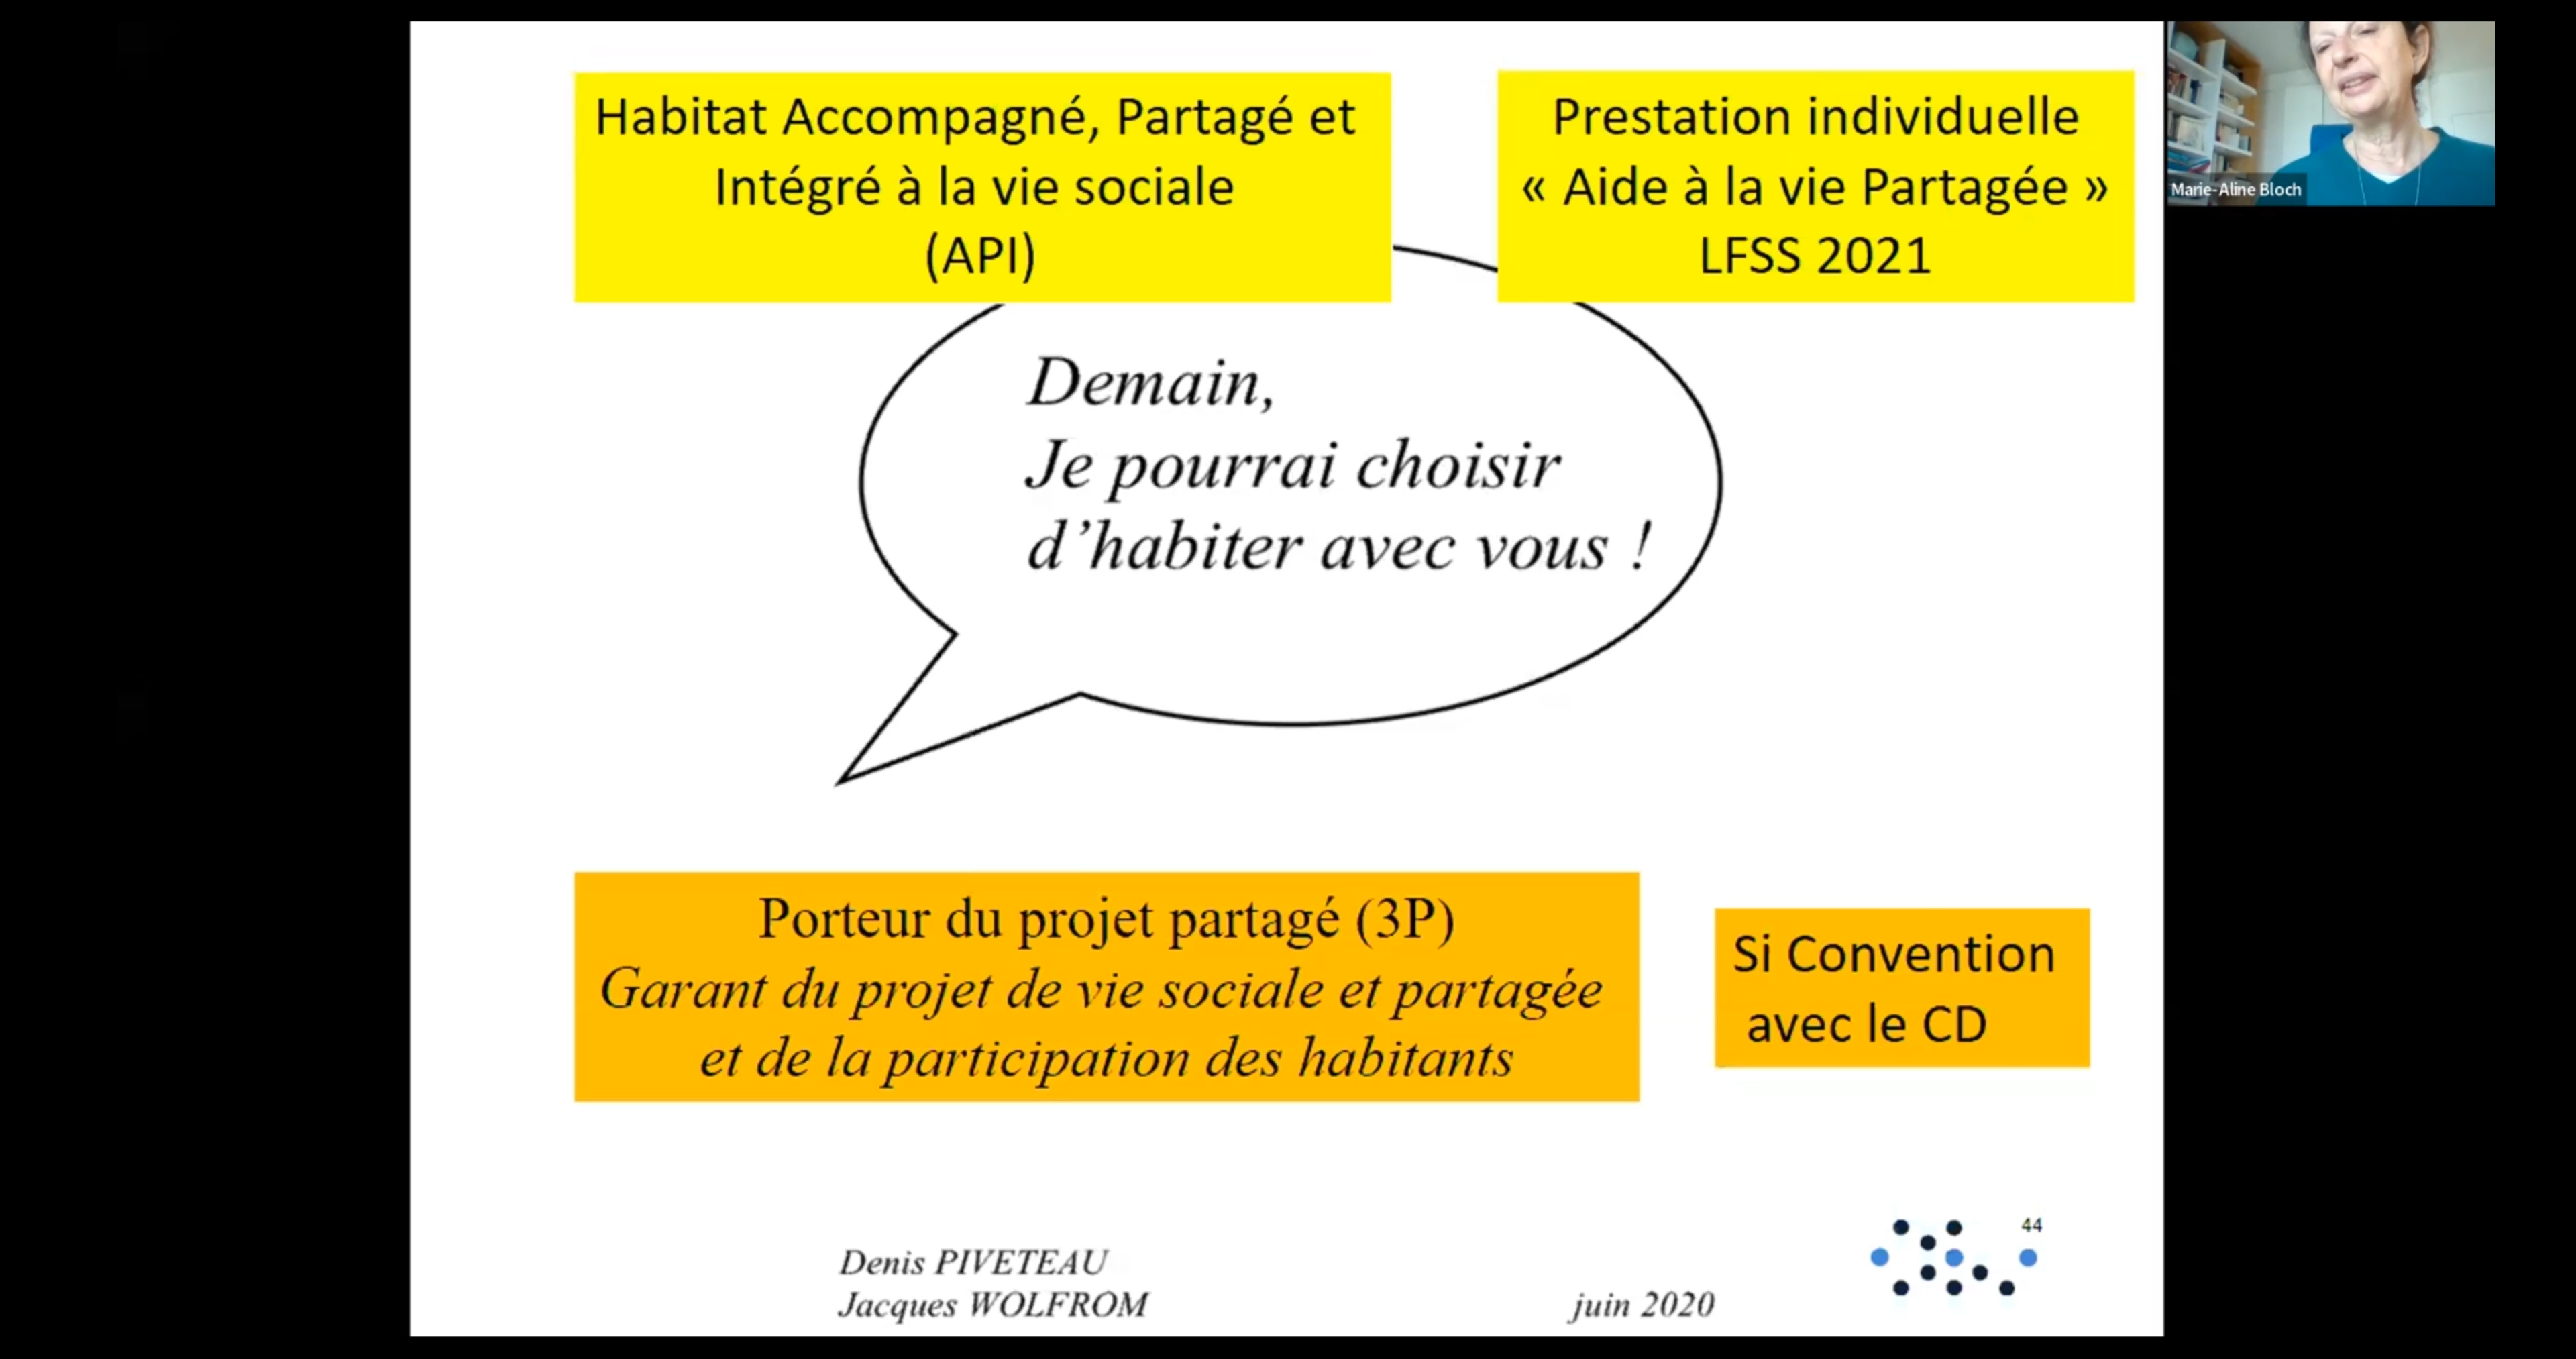 Habitat Accompagné, Partagé et
Intégré à la vie sociale
(API)
Prestation individuelle
« Aide à la vie Partagée »
LFSS 2021
Marie-Aline Bloch
Demain,
Je pourrai choisir
d’habiter avec vous !
Porteur du projet partagé (3P)
Garant du projet de vie sociale et partagée
et de la participation des habitants
Si Convention
avec le CD
Denis PIVETEAU
Jacques WOLFROM
juin 2020
44